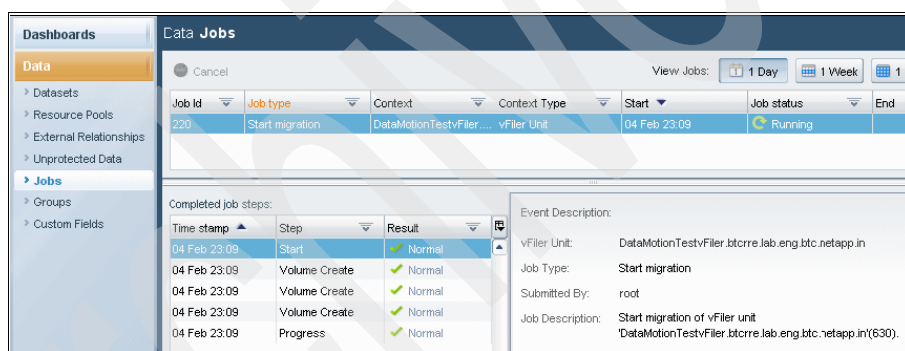 Dashboards
Data Jobs
Data
Cancel
View Jobs: 1 Day 1 Week 1
Datasets
Resource Pools
External Relationships
Unprotected Data
Jobs
Groups
Custom Fields
Job Id Job type Context Context Type Start Job status End
220 Start migration DataMotionTestvFiler.... vFiler Unit 04 Feb 23:09 Running
Completed job steps:
Time stamp Step Result
04 Feb 23:09 Start Normal
04 Feb 23:09 Volume Create Normal
04 Feb 23:09 Volume Create Normal
04 Feb 23:09 Volume Create Normal
04 Feb 23:09 Progress Normal
Event Description:
vFiler Unit: DataMotionTestvFiler.btcrre.lab.eng.btc.netapp.in
Job Type: Start migration
Submitted By: root
Job Description: Start migration of vFiler unit
'DataMotionTestvFiler.btcrre.lab.eng.btc.netapp.in'(630).